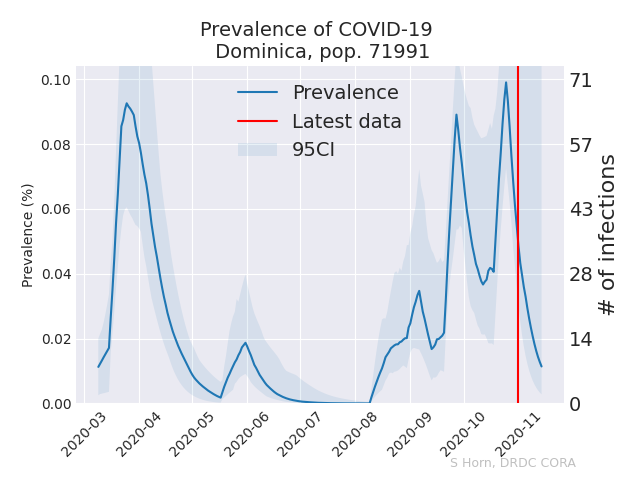 Prevalence of COVID-19
Dominica, pop. 71991
Prevalence
Latest data
95CI
Prevalence (%)
0.10
0.08
0.06
0.04
0.02
0.00
71
57
43
28
14
0
# of infections
2020-03
2020-04
2020-05
2020-06
2020-07
2020-08
2020-09
2020-10
2020-11
S Horn, DRDC CORA